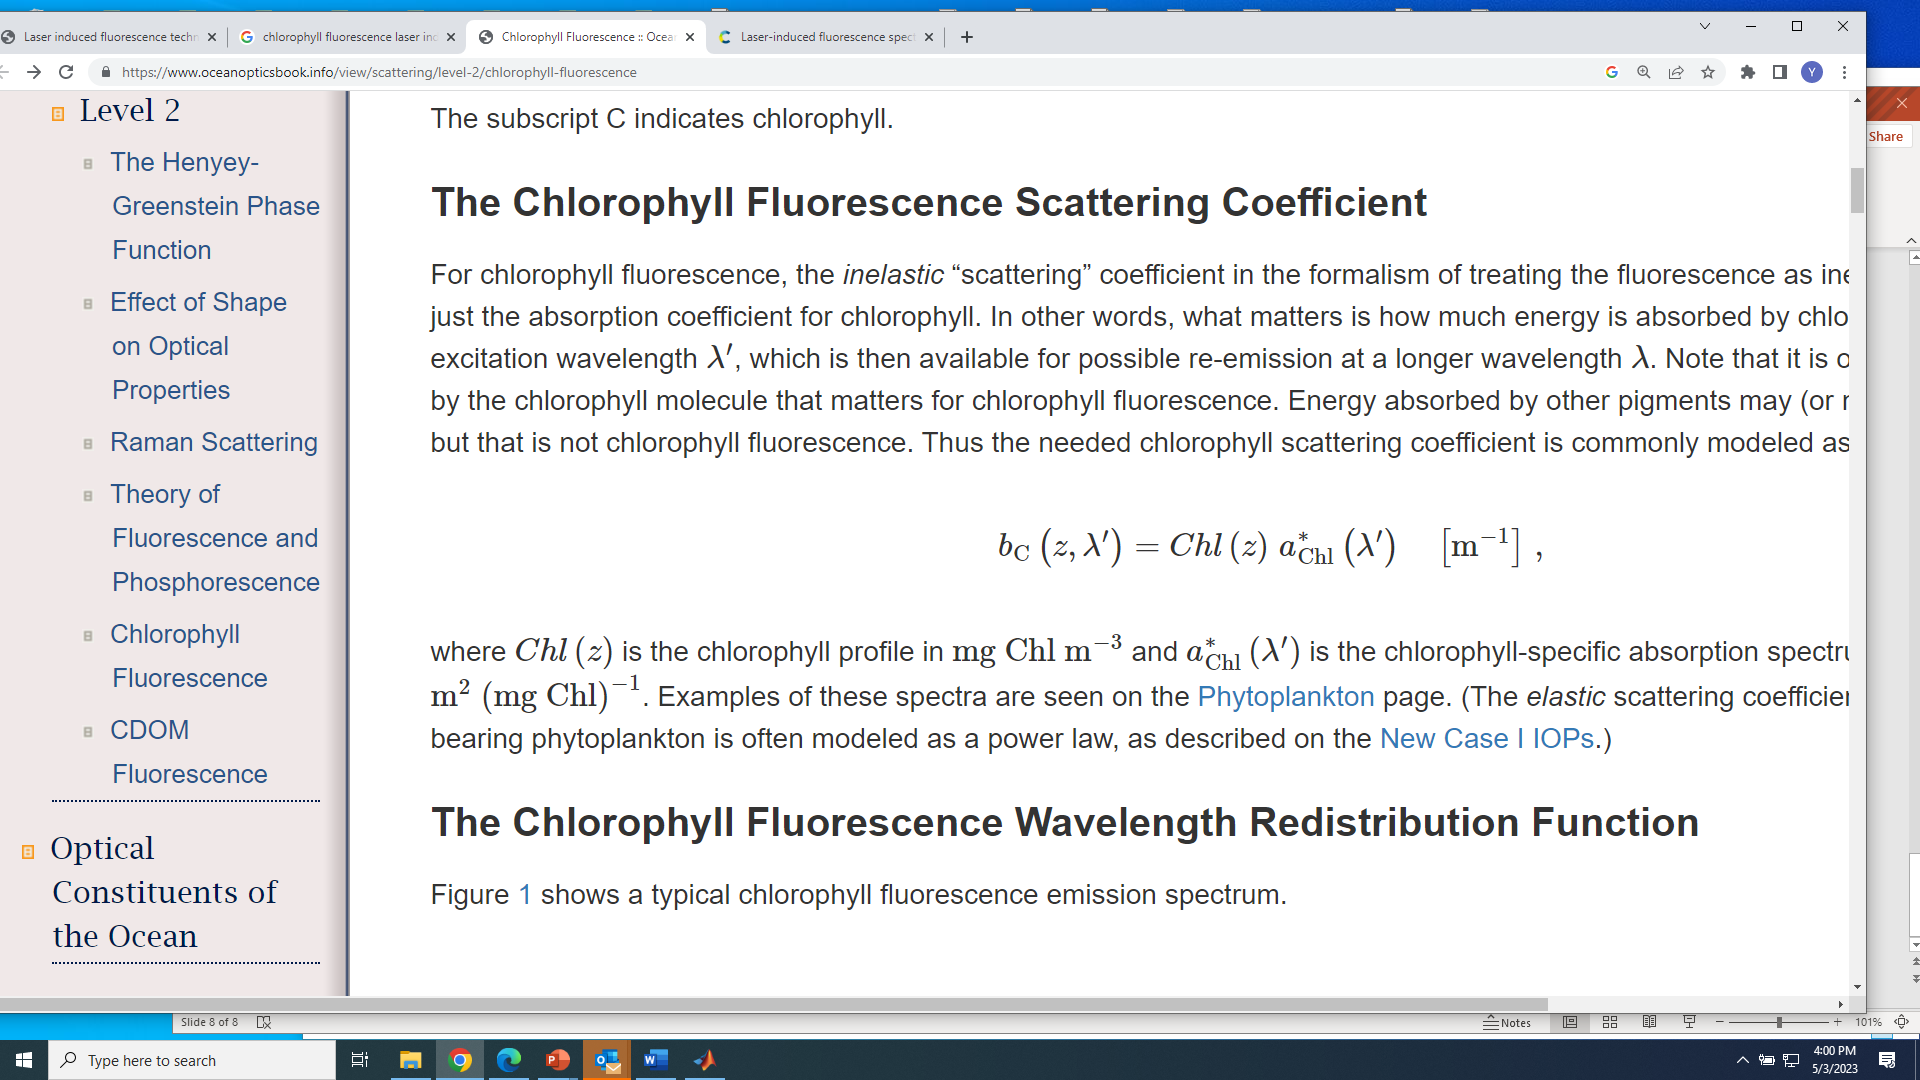 Laser induced fluorescence techn
chlorophyll fluorescence laser ind
Chlorophyll Fluorescence :: Ocea
Laser-induced fluorescence spect
https://www.oceanopticsbook.info/view/scattering/level-2/chlorophyll-fluorescence
Y
Share
Level 2
The Henyey-
Greenstein Phase
Function
Effect of Shape
on Optical
Properties
Raman Scattering
Theory of
Fluorescence and
Phosphorescence
Chlorophyll
Fluorescence
CDOM
Fluorescence
Optical
Constituents of
the Ocean
The subscript C indicates chlorophyll.
The Chlorophyll Fluorescence Scattering Coefficient
For chlorophyll fluorescence, the inelastic “scattering” coefficient in the formalism of treating the fluorescence as ine
just the absorption coefficient for chlorophyll. In other words, what matters is how much energy is absorbed by chlo
excitation wavelength λ′, which is then available for possible re-emission at a longer wavelength λ. Note that it is o
by the chlorophyll molecule that matters for chlorophyll fluorescence. Energy absorbed by other pigments may (or
but that is not chlorophyll fluorescence. Thus the needed chlorophyll scattering coefficient is commonly modeled as
b_C (z, λ′) = Chl (z) a*_Chl (λ′) [m⁻¹] ,
where Chl (z) is the chlorophyll profile in mg Chl m⁻³ and a*_Chl (λ′) is the chlorophyll-specific absorption spectru
m² (mg Chl)⁻¹. Examples of these spectra are seen on the Phytoplankton page. (The elastic scattering coefficien
bearing phytoplankton is often modeled as a power law, as described on the New Case I IOPs.)
The Chlorophyll Fluorescence Wavelength Redistribution Function
Figure 1 shows a typical chlorophyll fluorescence emission spectrum.
Slide 8 of 8
Notes
101%
Type here to search
4:00 PM
5/3/2023